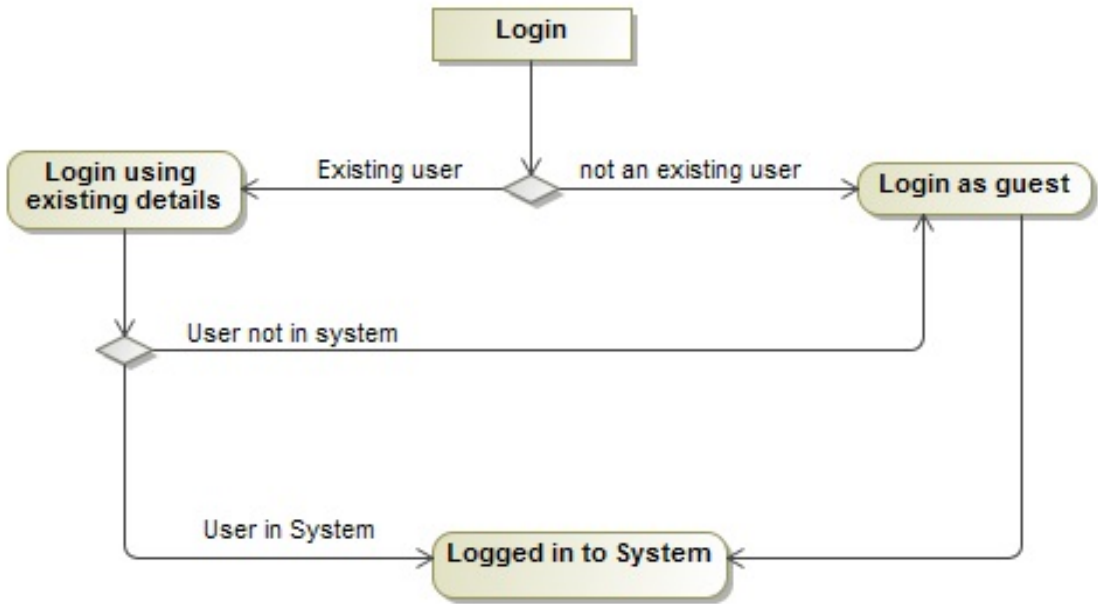 Login
Existing user
not an existing user
Login using
existing details
Login as guest
User not in system
User in System
Logged in to System